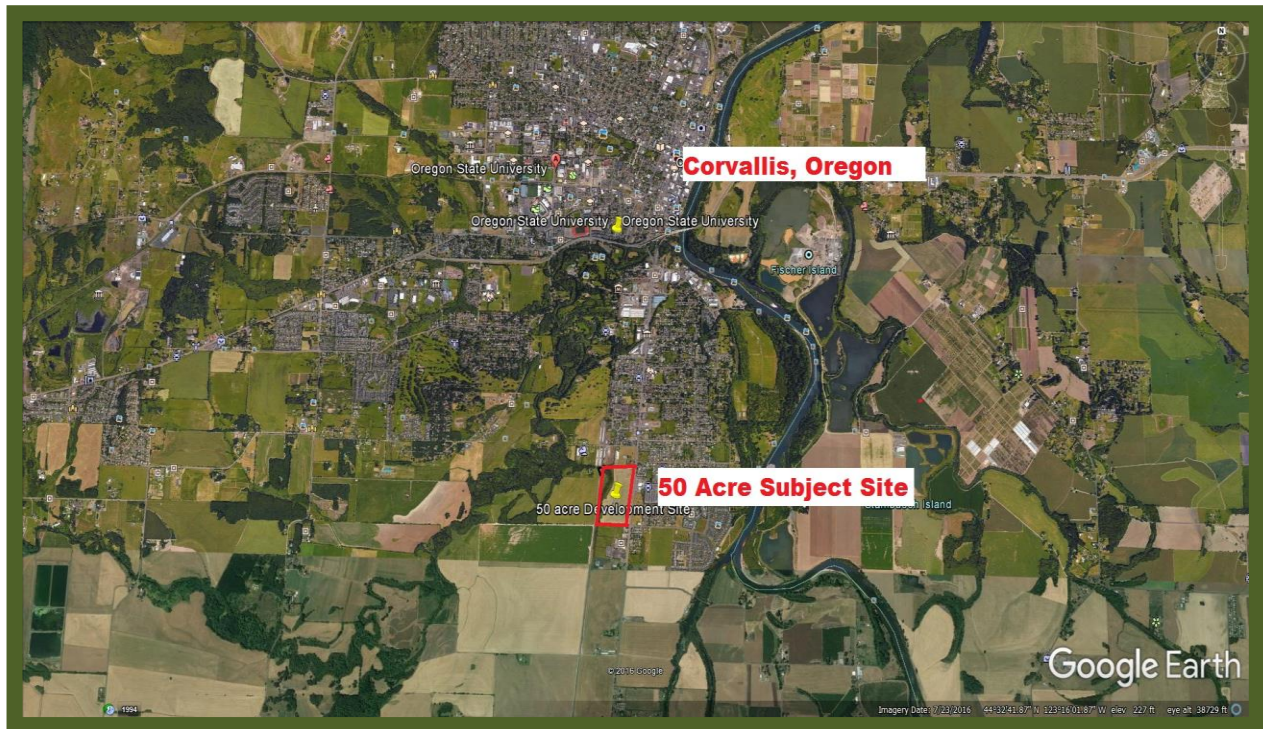 N
Oregon State University
Corvallis, Oregon
Oregon State University
Oregon State University
Fischer Island
50 Acre Subject Site
50 acre Development Site
Island
© 2016 Google
Google Earth
1994
Imagery Date: 7/23/2016 44°32'41.87" N 123°16'01.87" W elev 227 ft eye alt 38729 ft